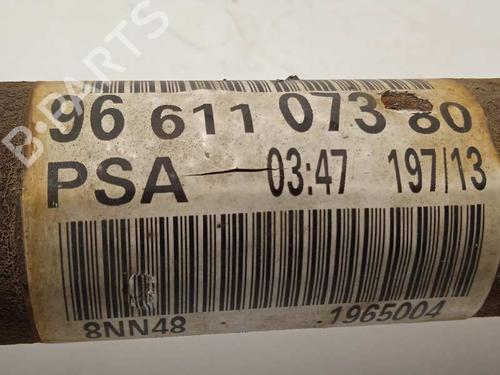 B-PARTS
96 611 073 80
PSA 03:47 197/13
8NN48 1965004